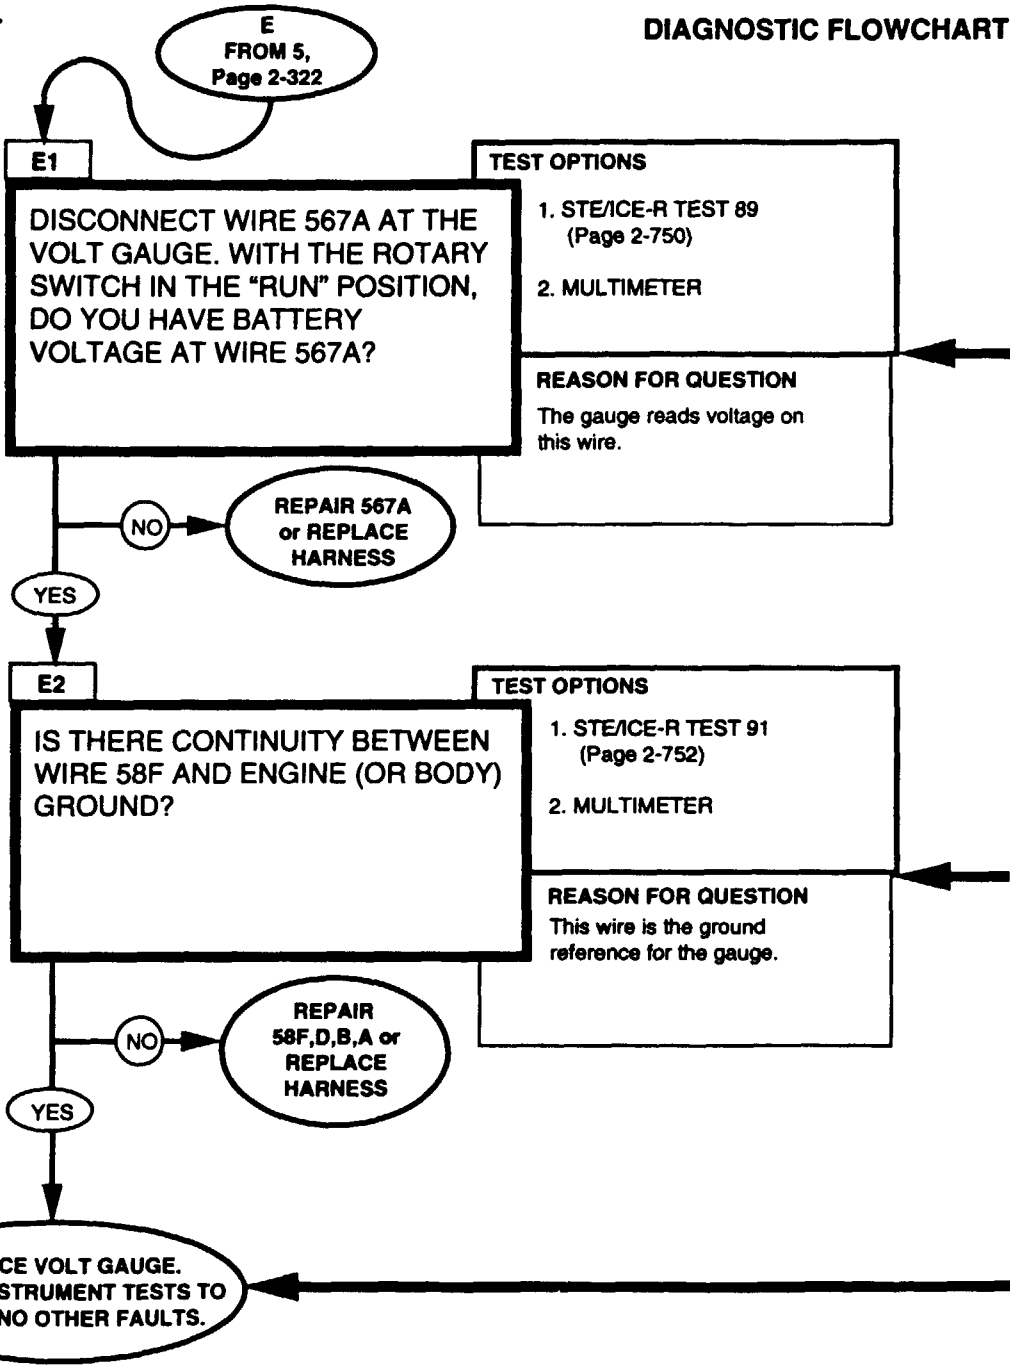 DIAGNOSTIC FLOWCHART
E
FROM 5,
Page 2-322
E1
DISCONNECT WIRE 567A AT THE
VOLT GAUGE. WITH THE ROTARY
SWITCH IN THE “RUN” POSITION,
DO YOU HAVE BATTERY
VOLTAGE AT WIRE 567A?
TEST OPTIONS
1. STE/ICE-R TEST 89
(Page 2-750)
2. MULTIMETER
REASON FOR QUESTION
The gauge reads voltage on
this wire.
NO
REPAIR 567A
or REPLACE
HARNESS
YES
E2
IS THERE CONTINUITY BETWEEN
WIRE 58F AND ENGINE (OR BODY)
GROUND?
TEST OPTIONS
1. STE/ICE-R TEST 91
(Page 2-752)
2. MULTIMETER
REASON FOR QUESTION
This wire is the ground
reference for the gauge.
NO
REPAIR
58F,D,B,A or
REPLACE
HARNESS
YES
CE VOLT GAUGE.
STRUMENT TESTS TO
NO OTHER FAULTS.